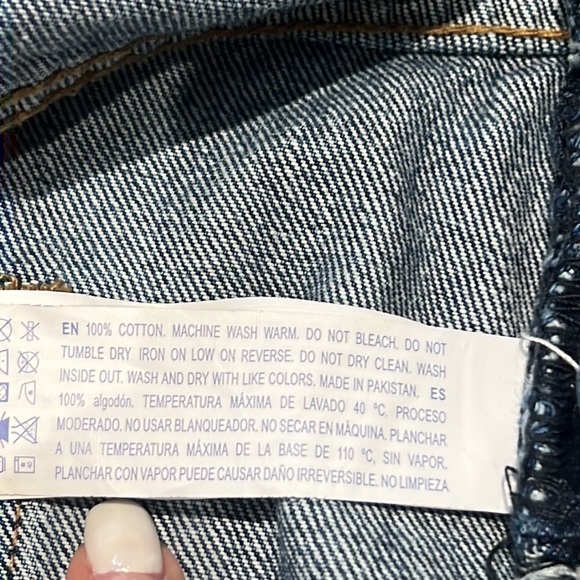 EN 100% COTTON. MACHINE WASH WARM. DO NOT BLEACH. DO NOT
TUMBLE DRY IRON ON LOW ON REVERSE. DO NOT DRY CLEAN. WASH
INSIDE OUT. WASH AND DRY WITH LIKE COLORS. MADE IN PAKISTAN. ES
100% algodón. TEMPERATURA MÁXIMA DE LAVADO 40 ºC. PROCESO
MODERADO. NO USAR BLANQUEADOR. NO SECAR EN MÁQUINA. PLANCHAR
A UNA TEMPERATURA MÁXIMA DE LA BASE DE 110 ºC, SIN VAPOR.
PLANCHAR CON VAPOR PUEDE CAUSAR DAÑO IRREVERSIBLE. NO LIMPIEZA